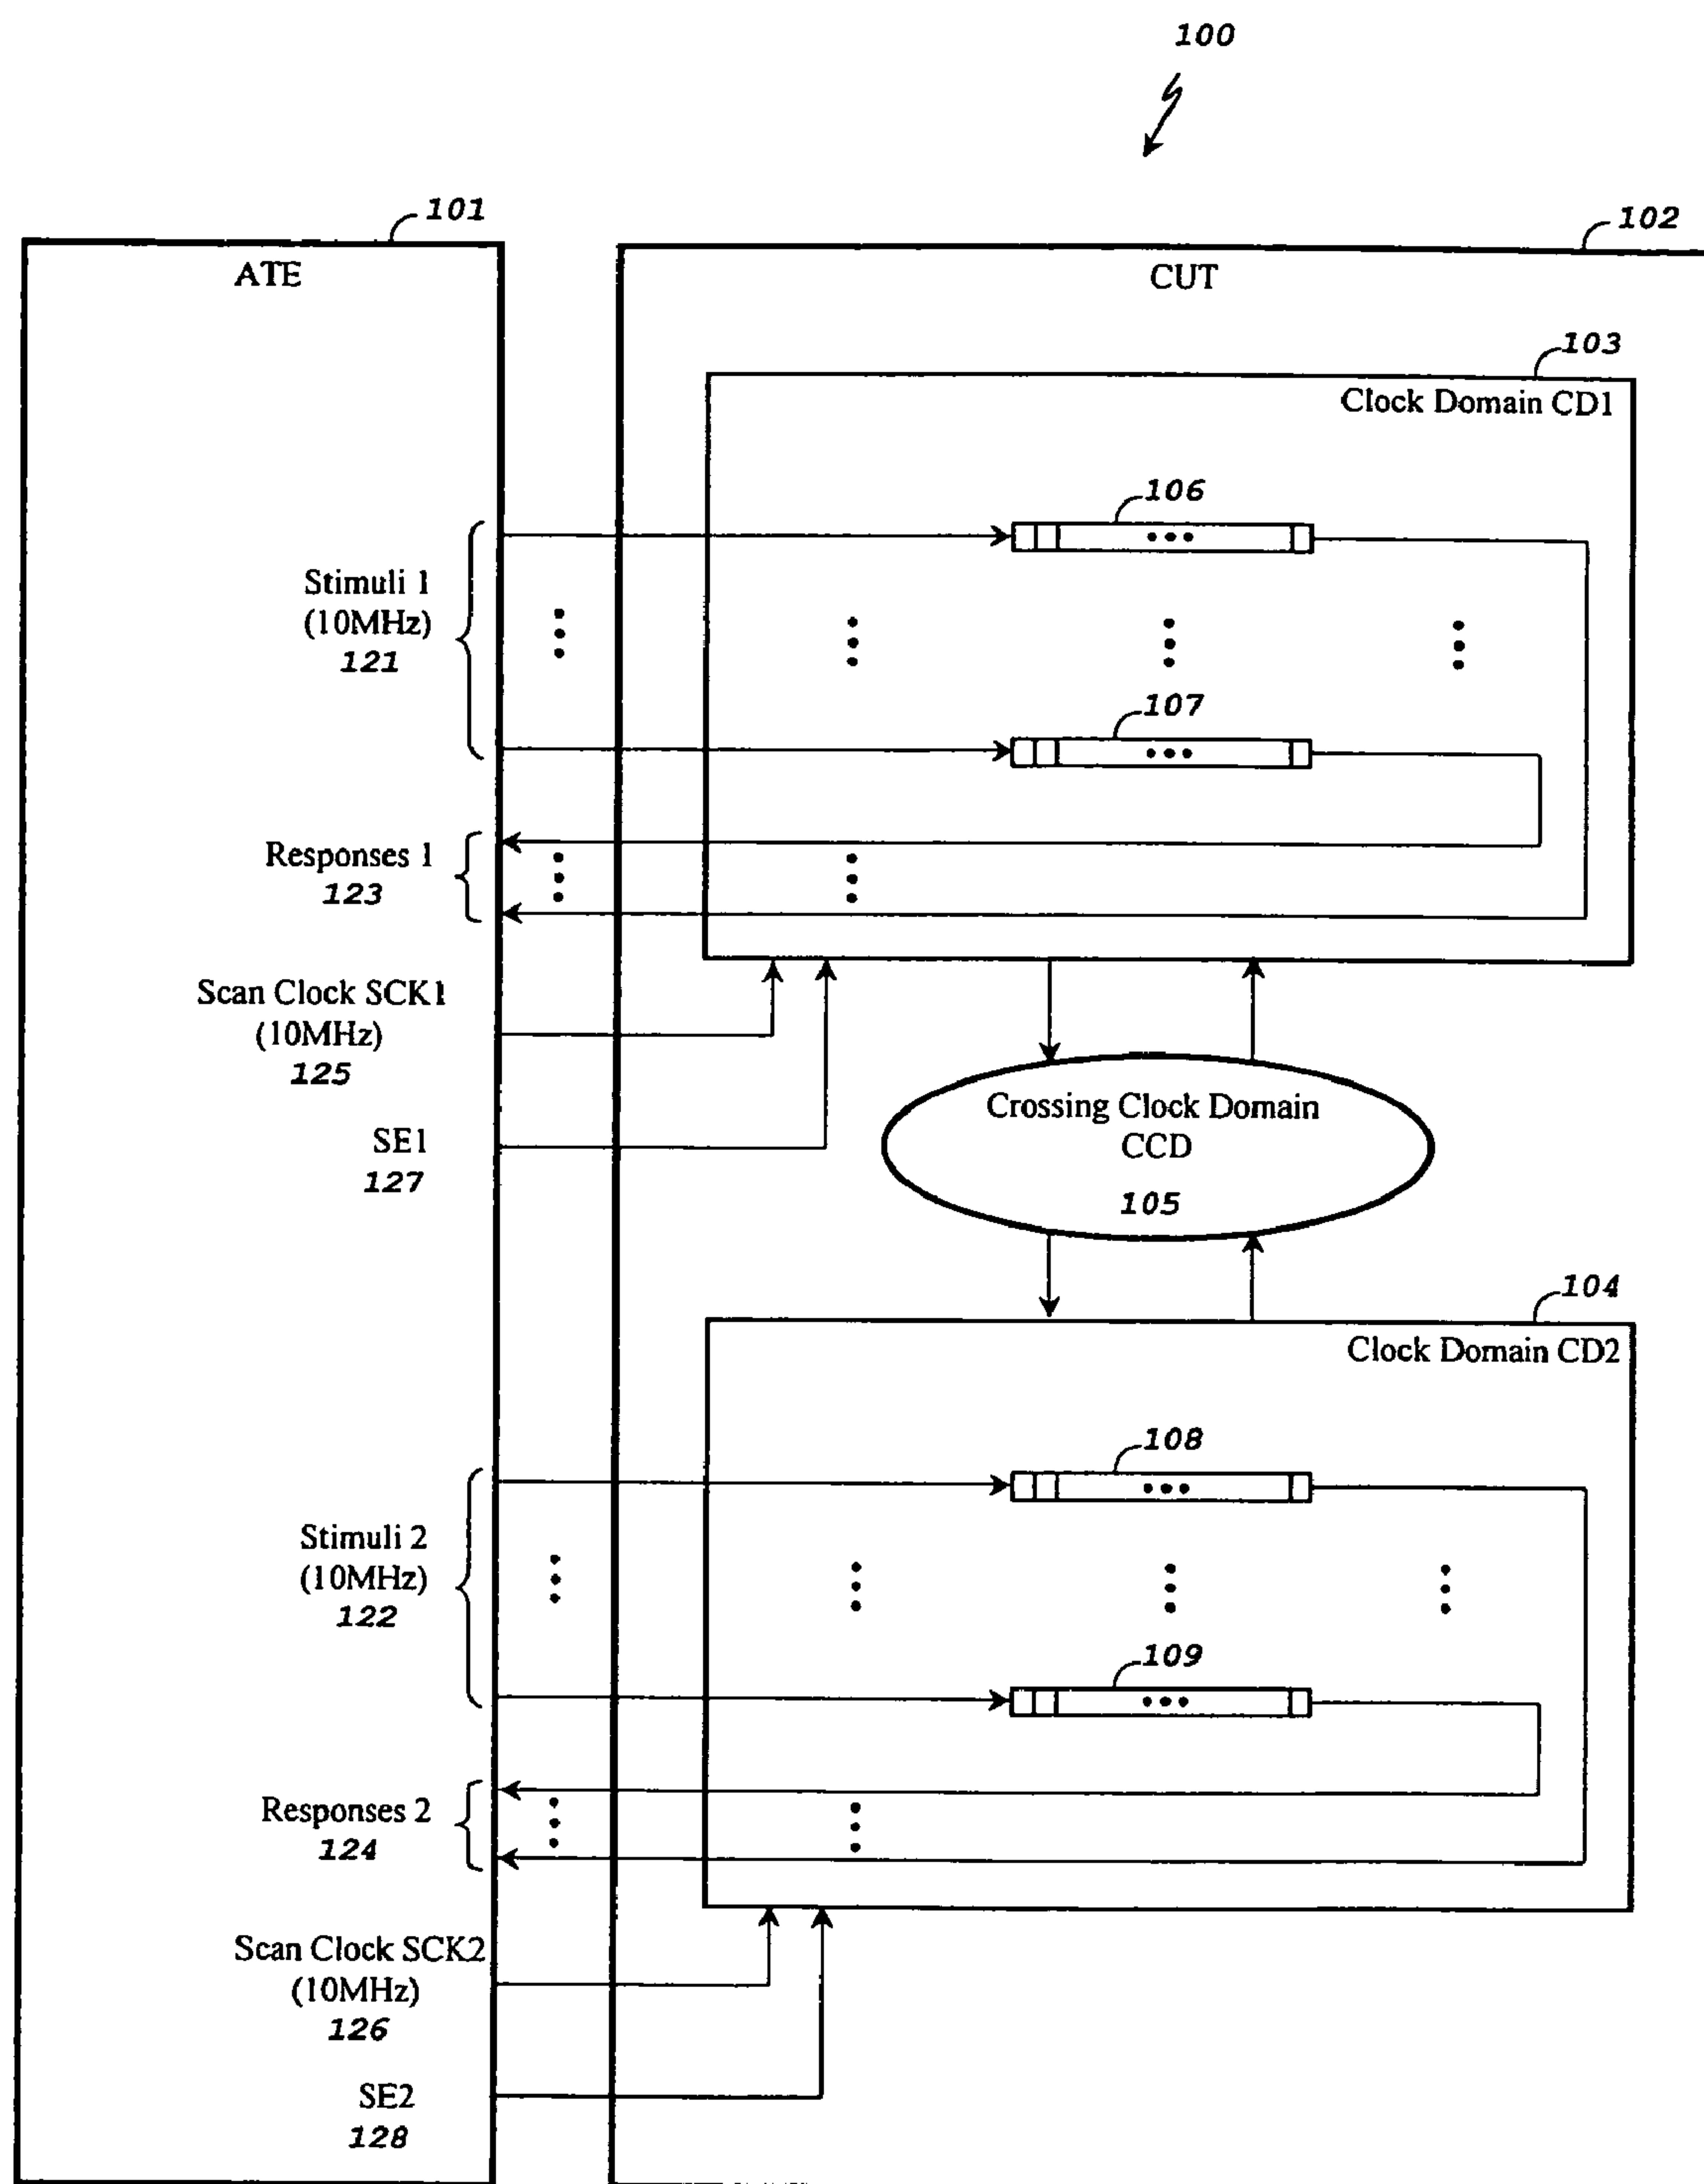 100
101
ATE
102
CUT
103
Clock Domain CD1
106
Stimuli 1
(10MHz)
121
107
Responses 1
123
Scan Clock SCK1
(10MHz)
125
SE1
127
Crossing Clock Domain
CCD
105
104
Clock Domain CD2
108
Stimuli 2
(10MHz)
122
109
Responses 2
124
Scan Clock SCK2
(10MHz)
126
SE2
128